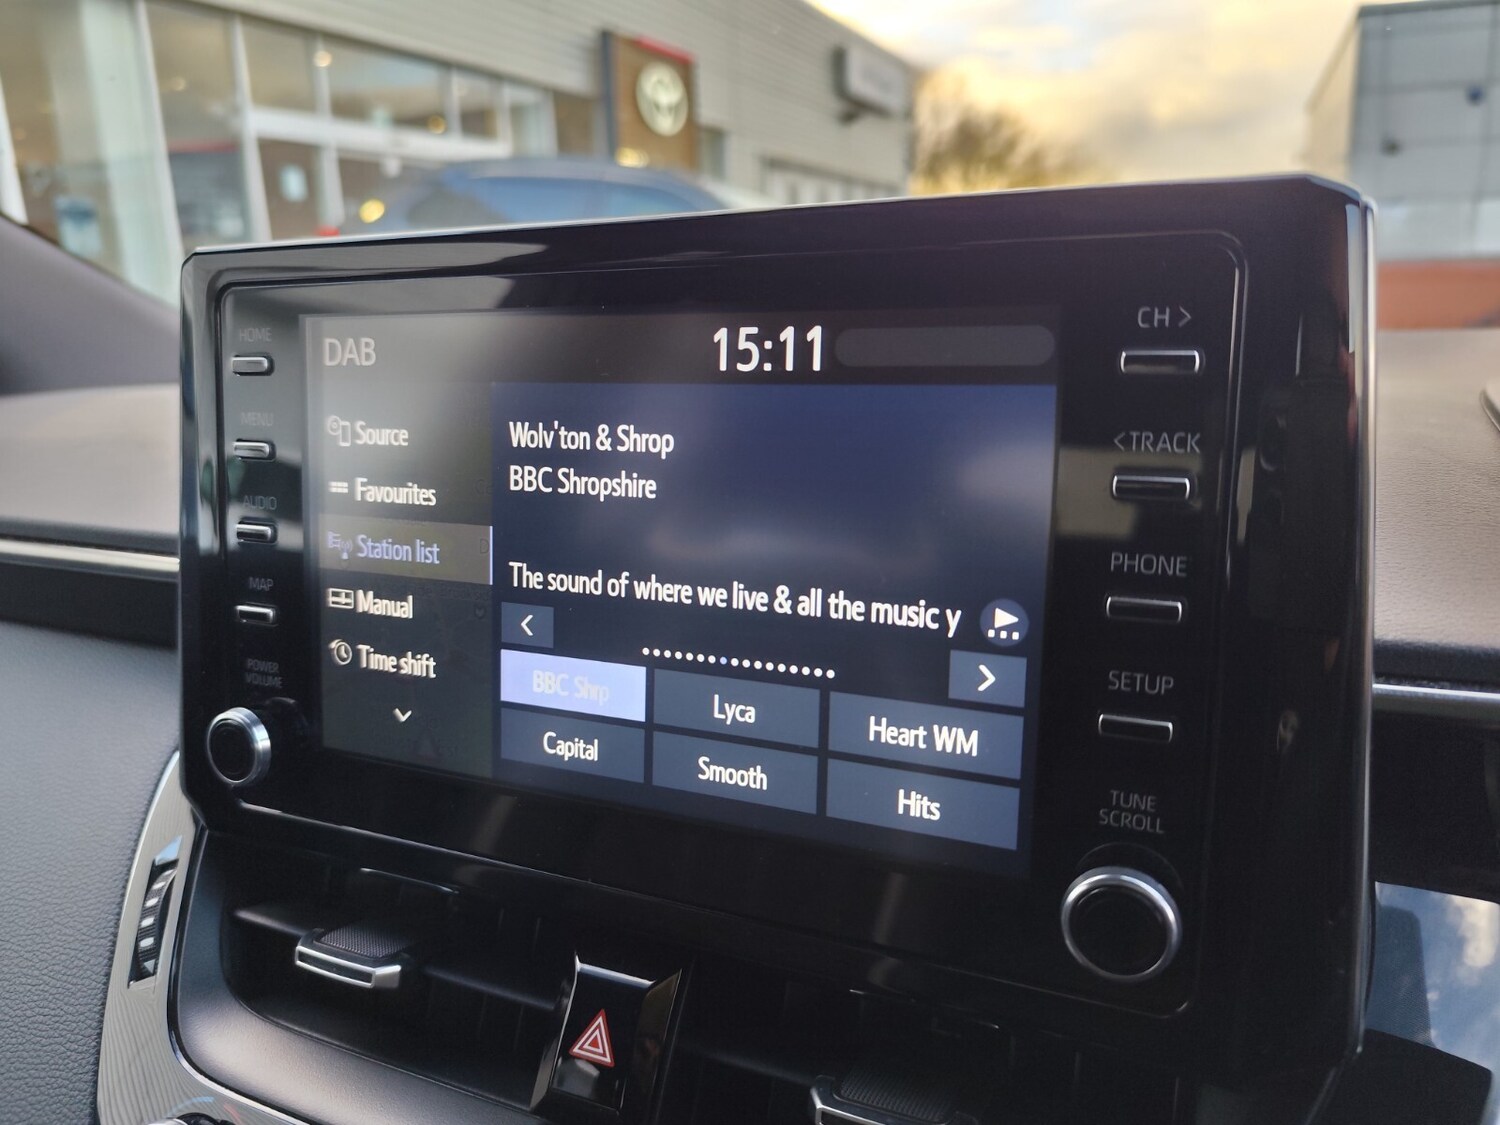 HOME
MENU
AUDIO
MAP
POWER
VOLUME
DAB
15:11
Source
Favourites
Station list
Manual
Time shift
Wolv'ton & Shrop
BBC Shropshire
The sound of where we live & all the music y
BBC Shrp
Lyca
Heart WM
Capital
Smooth
Hits
CH >
< TRACK
PHONE
SETUP
TUNE
SCROLL